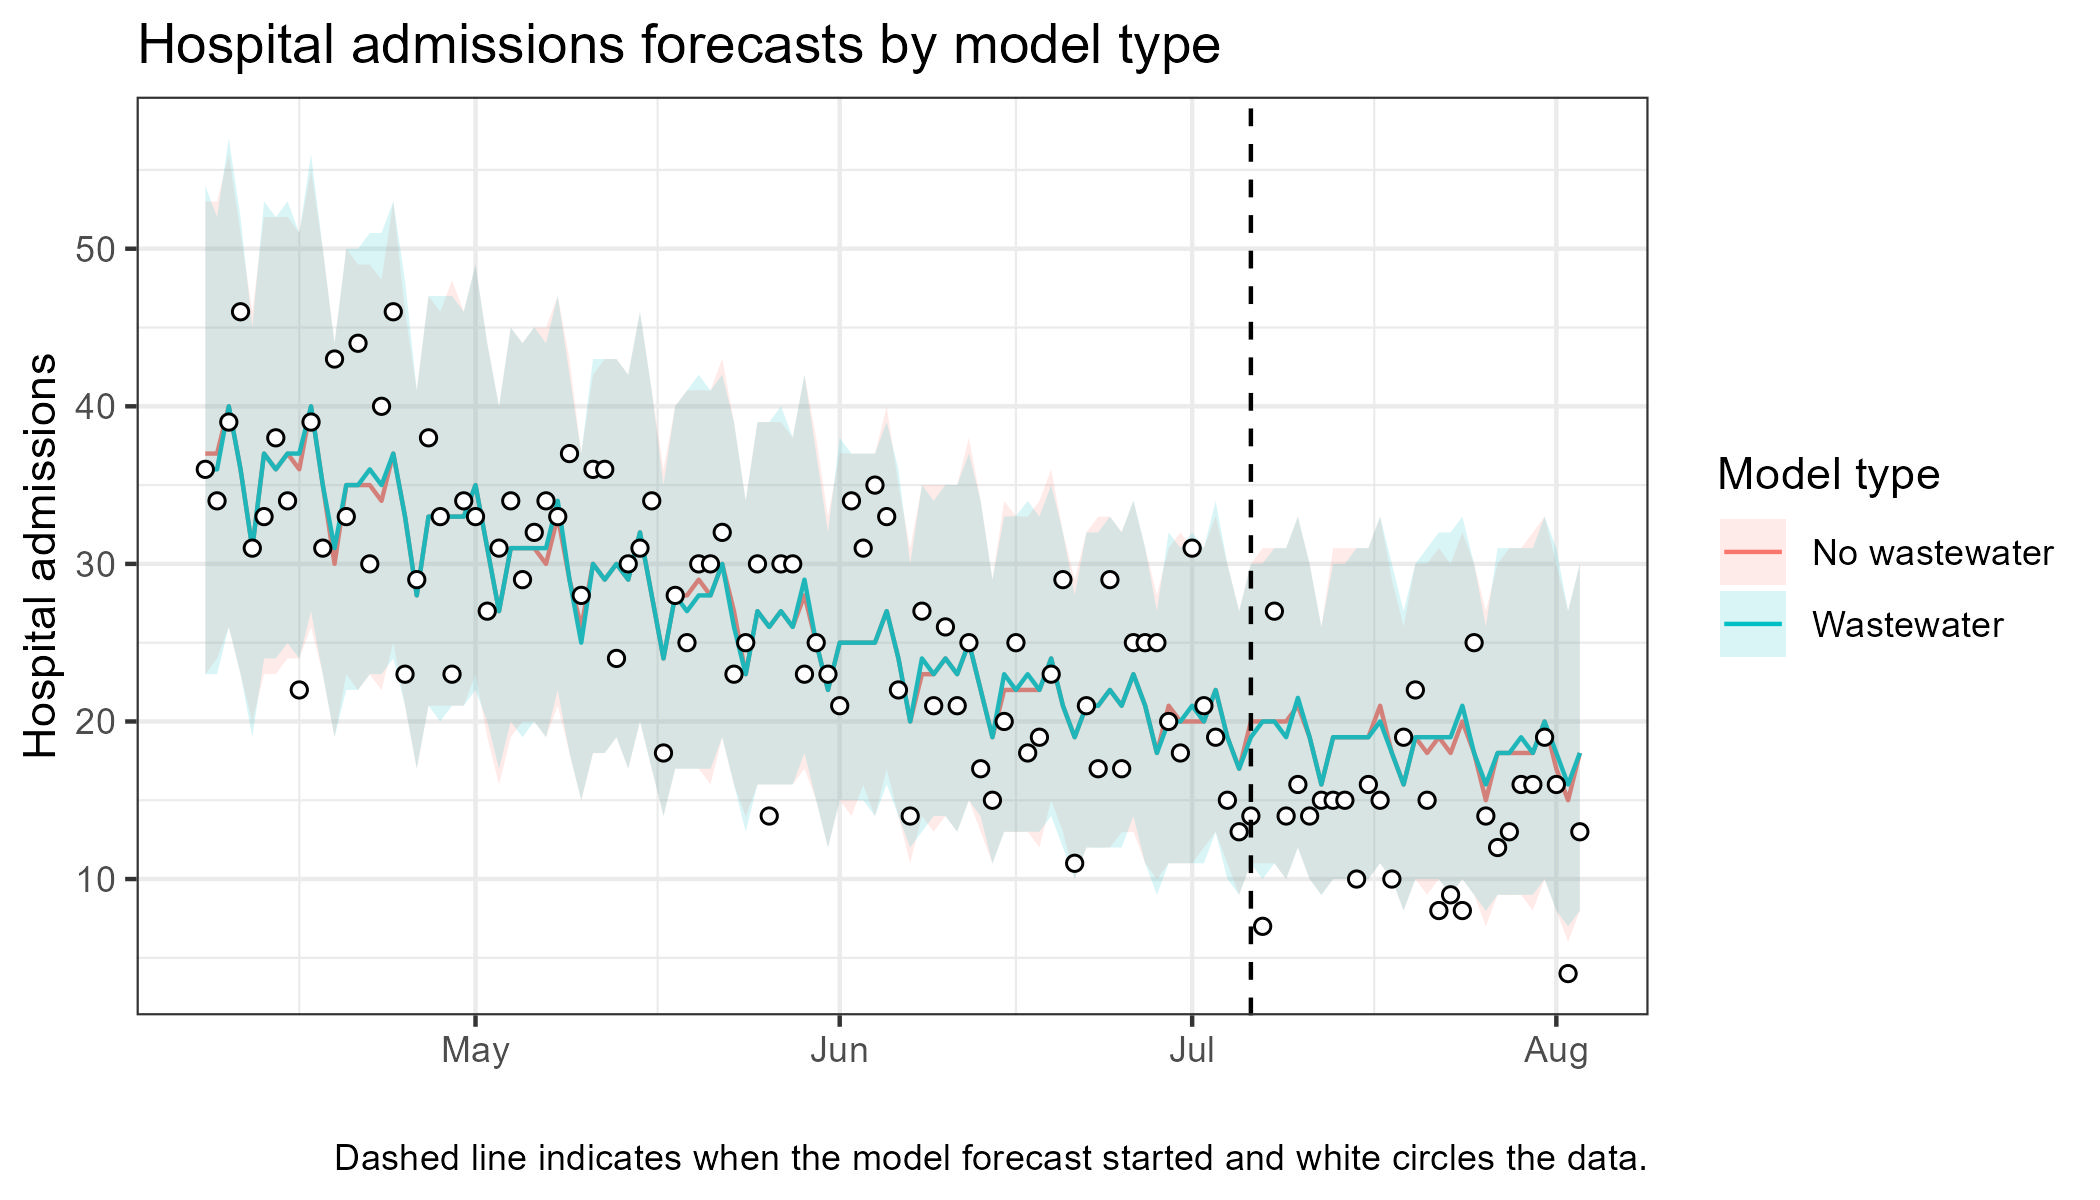 Hospital admissions forecasts by model type
Hospital admissions
50
40
30
20
10
May
Jun
Jul
Aug
Model type
No wastewater
Wastewater
Dashed line indicates when the model forecast started and white circles the data.